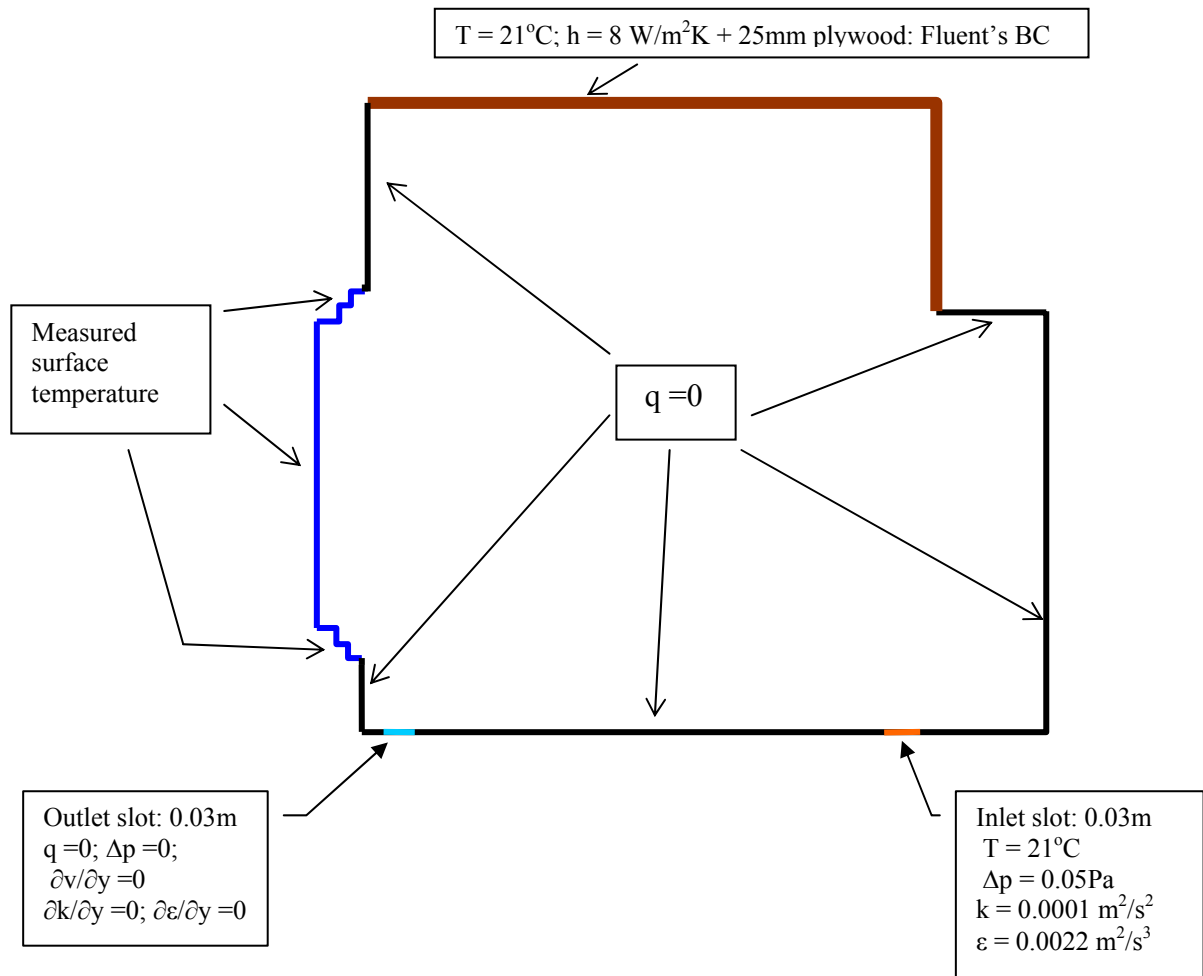 T = 21°C; h = 8 W/m²K + 25mm plywood: Fluent's BC
Measured
surface
temperature
q =0
Outlet slot: 0.03m
q =0; Δp =0;
∂v/∂y =0
∂k/∂y =0; ∂ε/∂y =0
Inlet slot: 0.03m
T = 21°C
Δp = 0.05Pa
k = 0.0001 m²/s²
ε = 0.0022 m²/s³